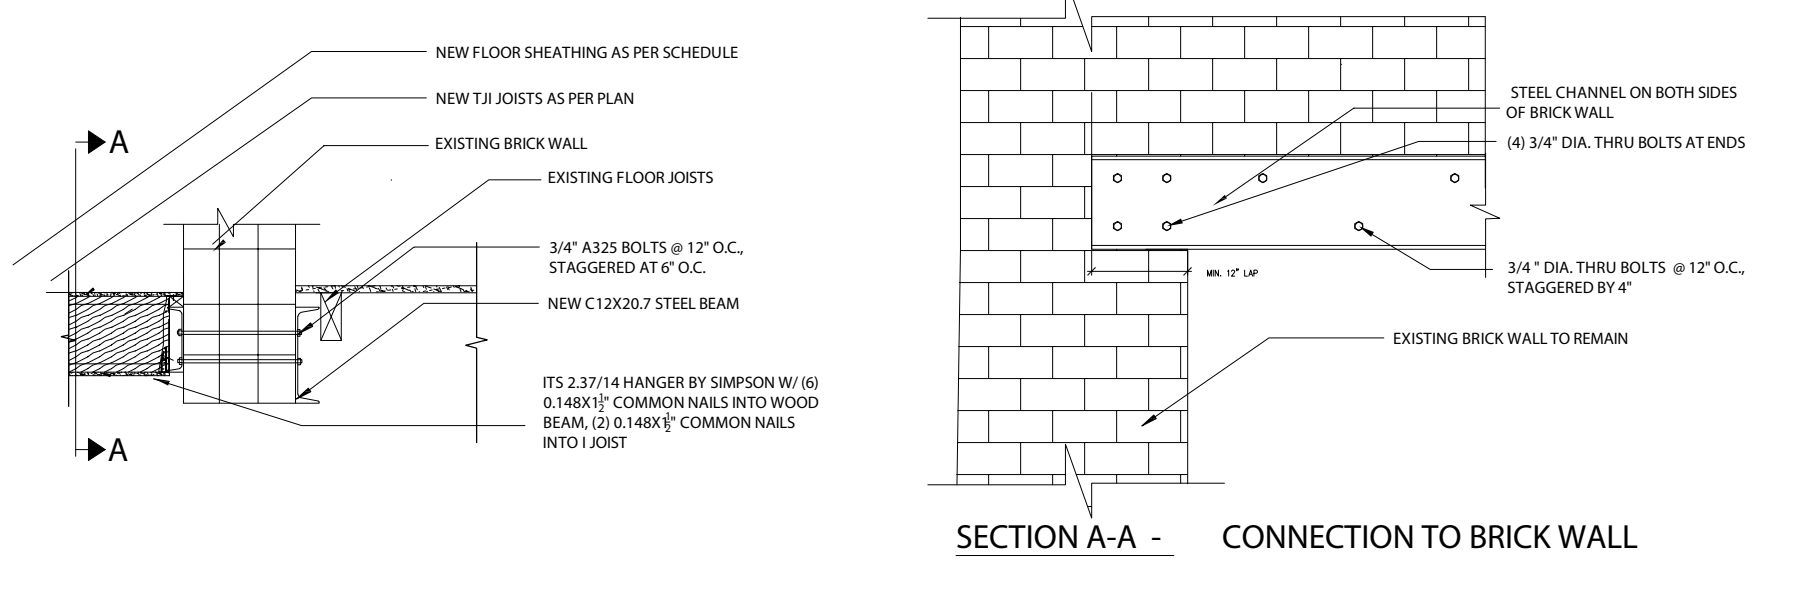 NEW FLOOR SHEATHING AS PER SCHEDULE
NEW TJI JOISTS AS PER PLAN
A
EXISTING BRICK WALL
EXISTING FLOOR JOISTS
3/4" A325 BOLTS @ 12" O.C.,
STAGGERED AT 6" O.C.
NEW C12X20.7 STEEL BEAM
ITS 2.37/14 HANGER BY SIMPSON W/ (6)
0.148X1½" COMMON NAILS INTO WOOD
BEAM, (2) 0.148X1½" COMMON NAILS
INTO I JOIST
A
STEEL CHANNEL ON BOTH SIDES
OF BRICK WALL
(4) 3/4" DIA. THRU BOLTS AT ENDS
MIN. 12" LAP
3/4 " DIA. THRU BOLTS @ 12" O.C.,
STAGGERED BY 4"
EXISTING BRICK WALL TO REMAIN
SECTION A-A - CONNECTION TO BRICK WALL